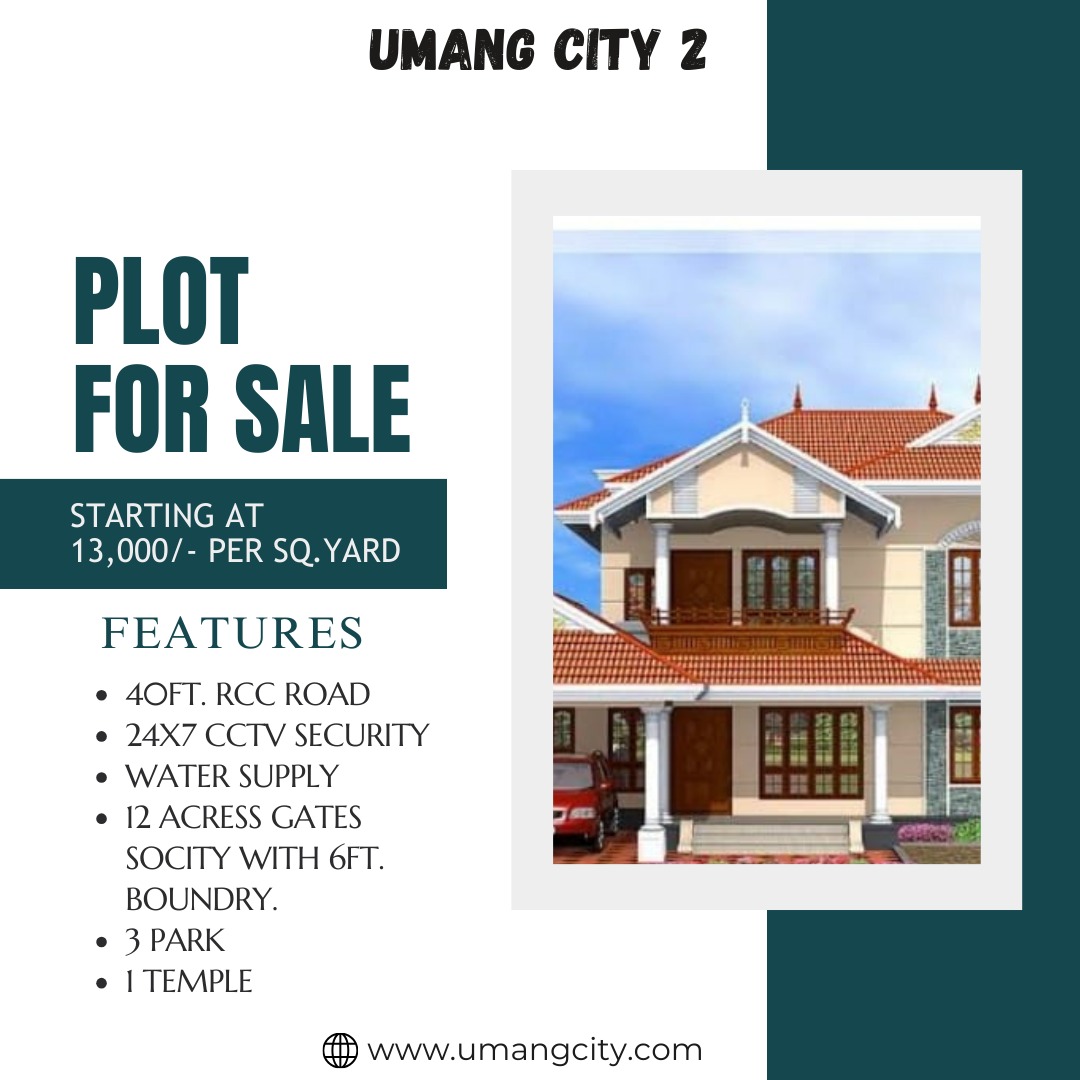 UMANG CITY 2
PLOT
FOR SALE
STARTING AT
13,000/- PER SQ.YARD
FEATURES
• 40FT. RCC ROAD
• 24X7 CCTV SECURITY
• WATER SUPPLY
• 12 ACRESS GATES
SOCITY WITH 6FT.
BOUNDRY.
• 3 PARK
• 1 TEMPLE
www.umangcity.com